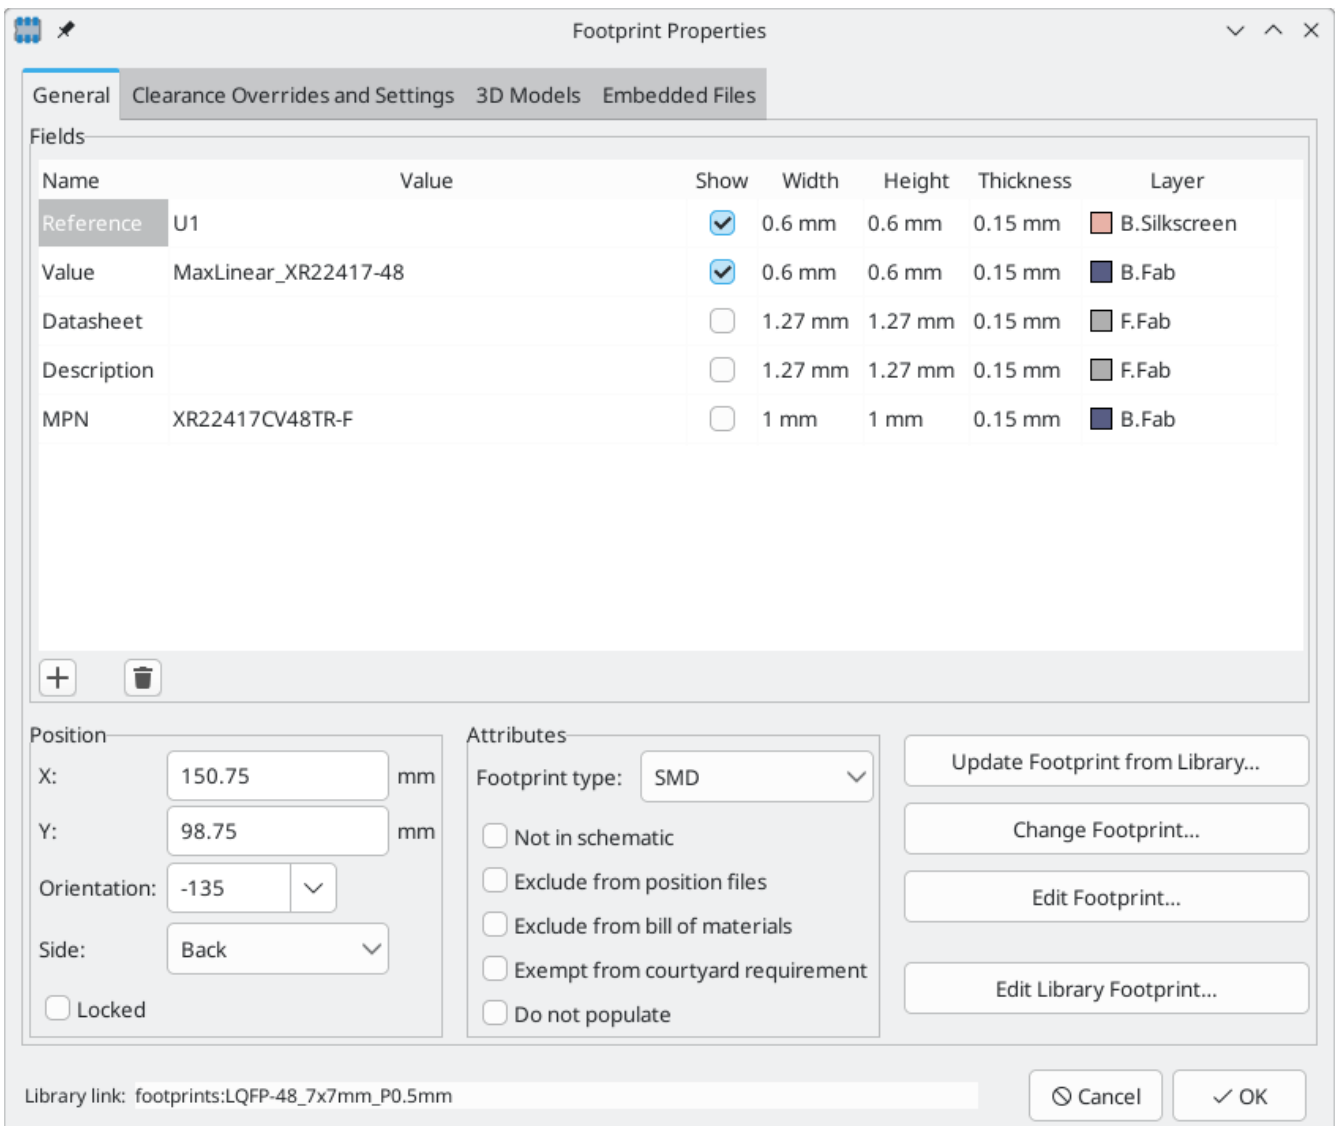 Footprint Properties
General Clearance Overrides and Settings 3D Models Embedded Files
Fields
Name Value Show Width Height Thickness Layer
Reference U1 0.6 mm 0.6 mm 0.15 mm B.Silkscreen
Value MaxLinear_XR22417-48 0.6 mm 0.6 mm 0.15 mm B.Fab
Datasheet 1.27 mm 1.27 mm 0.15 mm F.Fab
Description 1.27 mm 1.27 mm 0.15 mm F.Fab
MPN XR22417CV48TR-F 1 mm 1 mm 0.15 mm B.Fab
Position
X: 150.75 mm
Y: 98.75 mm
Orientation: -135
Side: Back
Locked
Attributes
Footprint type: SMD
Not in schematic
Exclude from position files
Exclude from bill of materials
Exempt from courtyard requirement
Do not populate
Update Footprint from Library...
Change Footprint...
Edit Footprint...
Edit Library Footprint...
Library link: footprints:LQFP-48_7x7mm_P0.5mm
Cancel OK